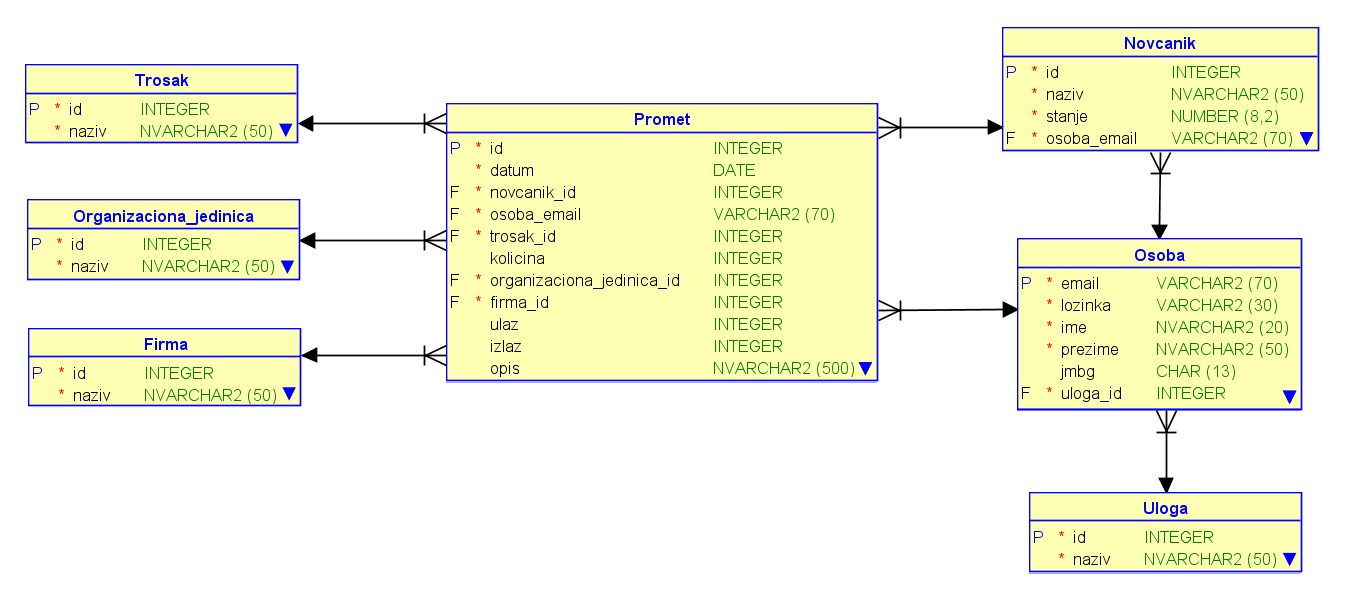 Trosak
P * id INTEGER
* naziv NVARCHAR2 (50)
Organizaciona_jedinica
P * id INTEGER
* naziv NVARCHAR2 (50)
Firma
P * id INTEGER
* naziv NVARCHAR2 (50)
Promet
P * id INTEGER
* datum DATE
F * novcanik_id INTEGER
F * osoba_email VARCHAR2 (70)
F * trosak_id INTEGER
kolicina INTEGER
F * organizaciona_jedinica_id INTEGER
F * firma_id INTEGER
ulaz INTEGER
izlaz INTEGER
opis NVARCHAR2 (500)
Novcanik
P * id INTEGER
* naziv NVARCHAR2 (50)
* stanje NUMBER (8,2)
F * osoba_email VARCHAR2 (70)
Osoba
P * email VARCHAR2 (70)
* lozinka VARCHAR2 (30)
* ime NVARCHAR2 (20)
* prezime NVARCHAR2 (50)
jmbg CHAR (13)
F * uloga_id INTEGER
Uloga
P * id INTEGER
* naziv NVARCHAR2 (50)